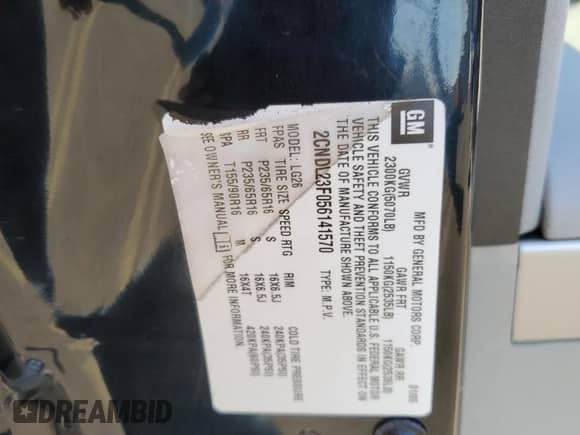 GM
MFD BY GENERAL MOTORS CORP.
GVWR GAWR FRT GAWR RR
2300KG(5070LB) 1150KG(2535LB) 1150KG(2535LB)
THIS VEHICLE CONFORMS TO ALL APPLICABLE U.S. FEDERAL MOTOR
VEHICLE SAFETY AND THEFT PREVENTION STANDARDS IN EFFECT ON
THE DATE OF MANUFACTURE SHOWN ABOVE.
2CNDL23F056141570 TYPE: M.P.V.
MODEL: LG26
FPAS TIRE SIZE SPEED RTG RIM COLD TIRE PRESSURE
FRT P235/65R16 S 16X6.5J 240KPA(35PSI)
RR P235/65R16 S 16X6.5J 240KPA(35PSI)
SPA T155/90R16 M 16X4T 420KPA(60PSI)
SEE OWNER'S MANUAL FOR MORE INFORMATION.
DREAMBID